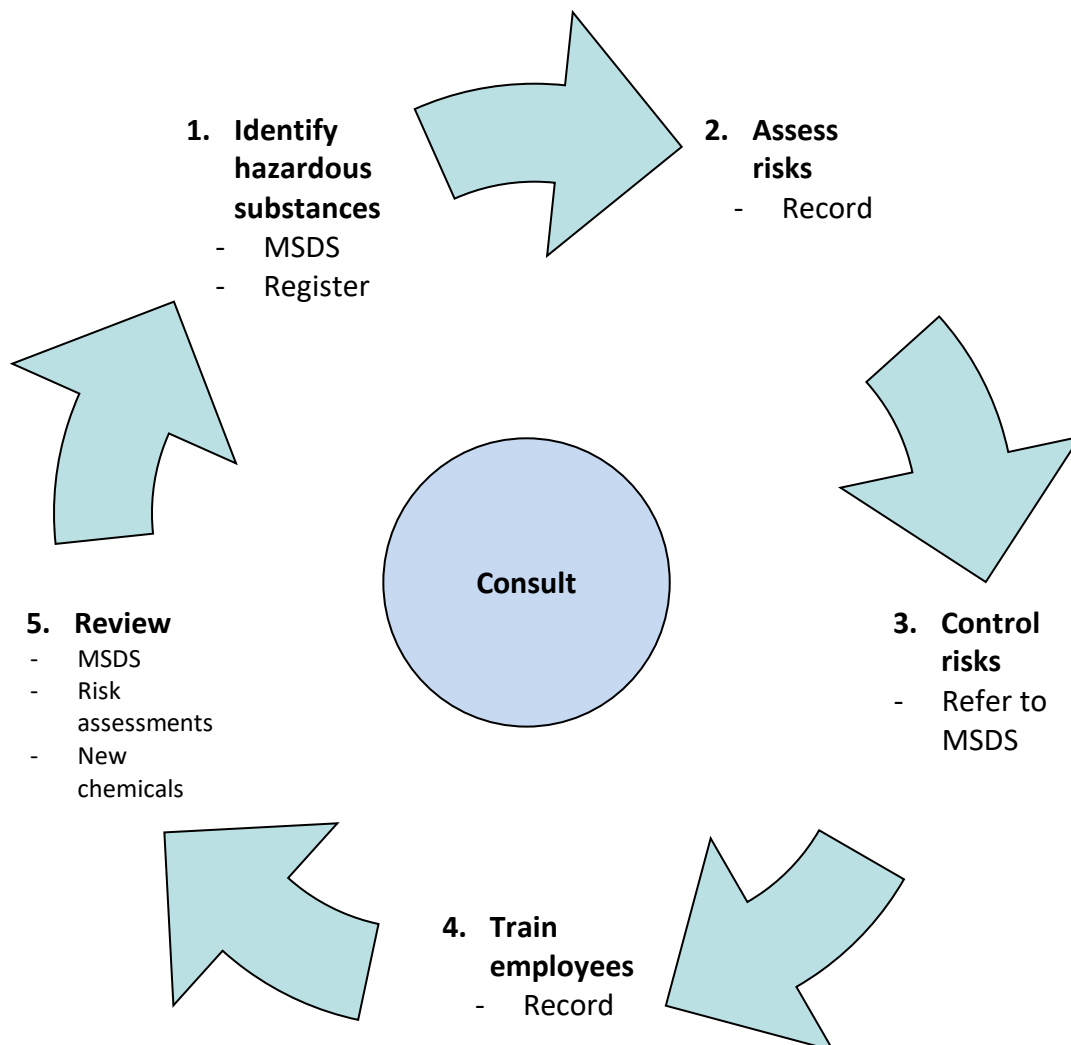 1. Identify
hazardous
substances
- MSDS
- Register
2. Assess
risks
- Record
3. Control
risks
- Refer to
MSDS
4. Train
employees
- Record
5. Review
- MSDS
- Risk
assessments
- New
chemicals
Consult